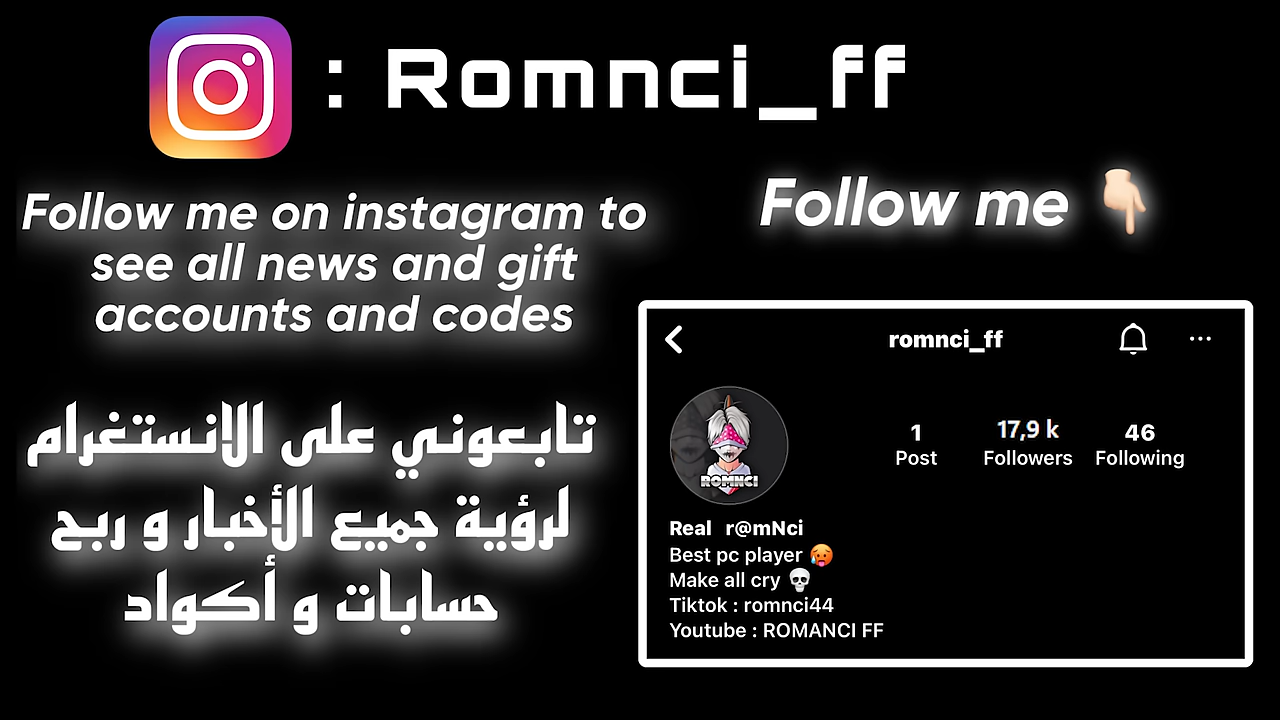 : Romnci_ff
Follow me on instagram to
see all news and gift
accounts and codes
تابعوني على الانستغرام
لرؤية جميع الأخبار و ربح
حسابات و أكواد
Follow me 👇🏻
romnci_ff
...
ROMNCI
1
Post
17,9 k
Followers
46
Following
Real r@mNci
Best pc player 🥵
Make all cry 💀
Tiktok : romnci44
Youtube : ROMANCI FF